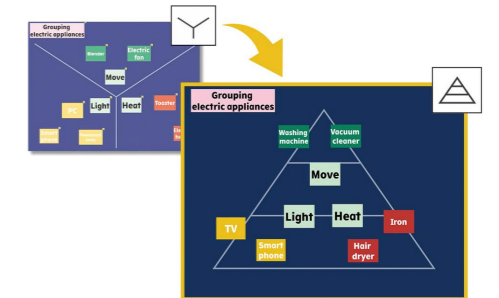 Grouping
electric appliances
Blender
Electric
fan
Move
PC
Light
Heat
Toaster
Smart
Grouping
electric appliances
Washing
machine
Vacuum
cleaner
Move
Light
Heat
TV
Iron
Smart
phone
Hair
dryer